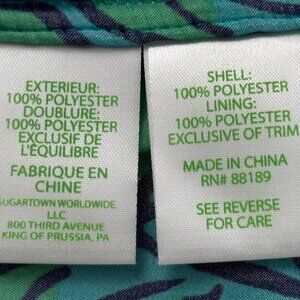 EXTERIEUR:
100% POLYESTER
DOUBLURE:
100% POLYESTER
EXCLUSIF DE
L'ÉQUILIBRE
FABRIQUE EN
CHINE
SUGARTOWN WORLDWIDE,
LLC
800 THIRD AVENUE
KING OF PRUSSIA, PA
SHELL:
100% POLYESTER
LINING:
100% POLYESTER
EXCLUSIVE OF TRIM
MADE IN CHINA
RN# 88189
SEE REVERSE
FOR CARE